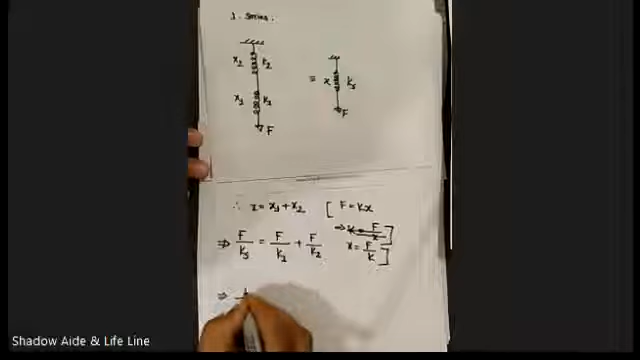 1. Series.
x₂ k₂
≡ x kₛ
x₁ k₁
F
F
∴ x = x₁ + x₂ [ F = Kx
⇒ F/kₛ = F/k₁ + F/k₂
x = F/K ]
⇒
Shadow Aide & Life Line